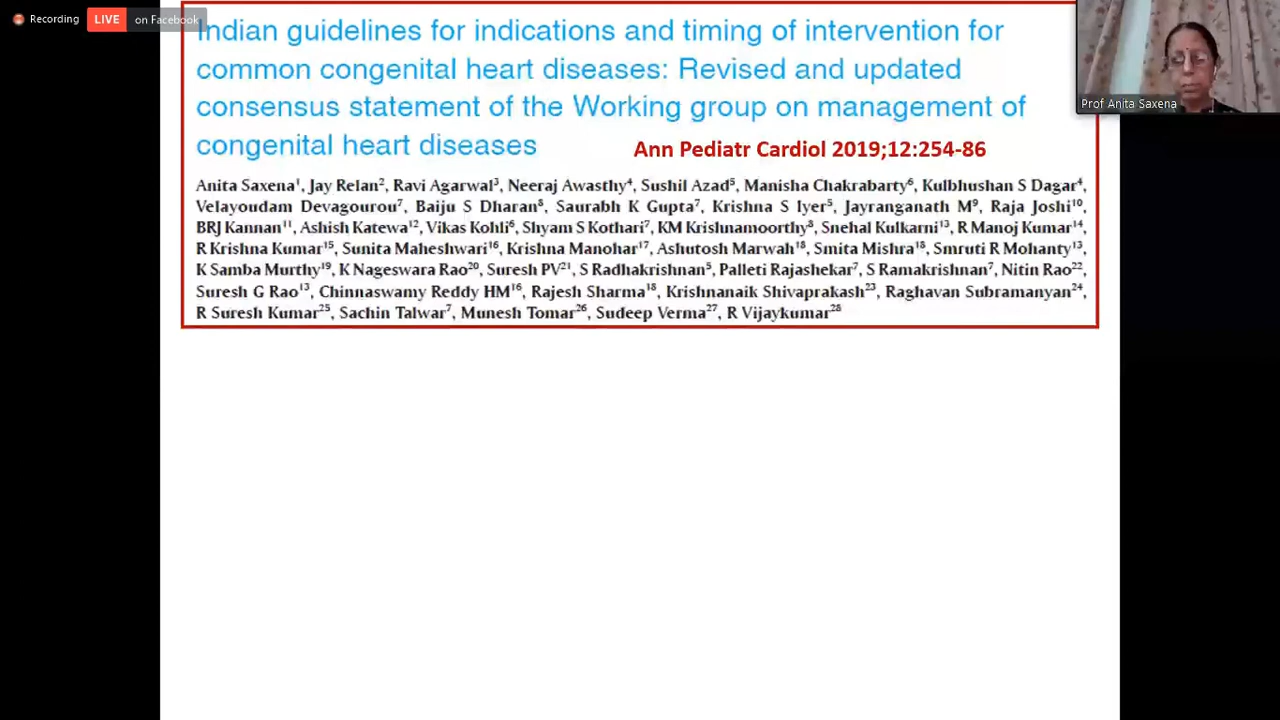 Recording LIVE on Facebook
Indian guidelines for indications and timing of intervention for
common congenital heart diseases: Revised and updated
consensus statement of the Working group on management of
congenital heart diseases
Ann Pediatr Cardiol 2019;12:254-86
Prof Anita Saxena
Anita Saxena¹, Jay Relan², Ravi Agarwal³, Neeraj Awasthy⁴, Sushil Azad⁵, Manisha Chakrabarty⁶, Kulbhushan S Dagar⁴,
Velayoudam Devagourou⁷, Baiju S Dharan⁸, Saurabh K Gupta⁷, Krishna S Iyer⁵, Jayranganath M⁹, Raja Joshi¹⁰,
BRJ Kannan¹¹, Ashish Katewa¹², Vikas Kohli⁶, Shyam S Kothari⁷, KM Krishnamoorthy⁸, Snehal Kulkarni¹³, R Manoj Kumar¹⁴,
R Krishna Kumar¹⁵, Sunita Maheshwari¹⁶, Krishna Manohar¹⁷, Ashutosh Marwah¹⁸, Smita Mishra¹⁸, Smruti R Mohanty¹³,
K Samba Murthy¹⁹, K Nageswara Rao²⁰, Suresh PV²¹, S Radhakrishnan⁵, Palleti Rajashekar⁷, S Ramakrishnan⁷, Nitin Rao²²,
Suresh G Rao¹³, Chinnaswamy Reddy HM¹⁶, Rajesh Sharma¹⁸, Krishnanaik Shivaprakash²³, Raghavan Subramanyan²⁴,
R Suresh Kumar²⁵, Sachin Talwar⁷, Munesh Tomar²⁶, Sudeep Verma²⁷, R Vijaykumar²⁸